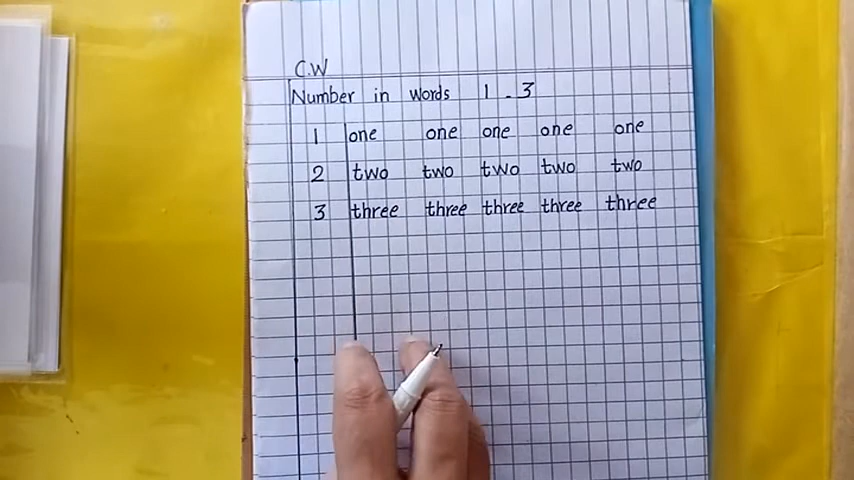 C.W
Number in words 1 - 3
1 one one one one one
2 two two two two two
3 three three three three three